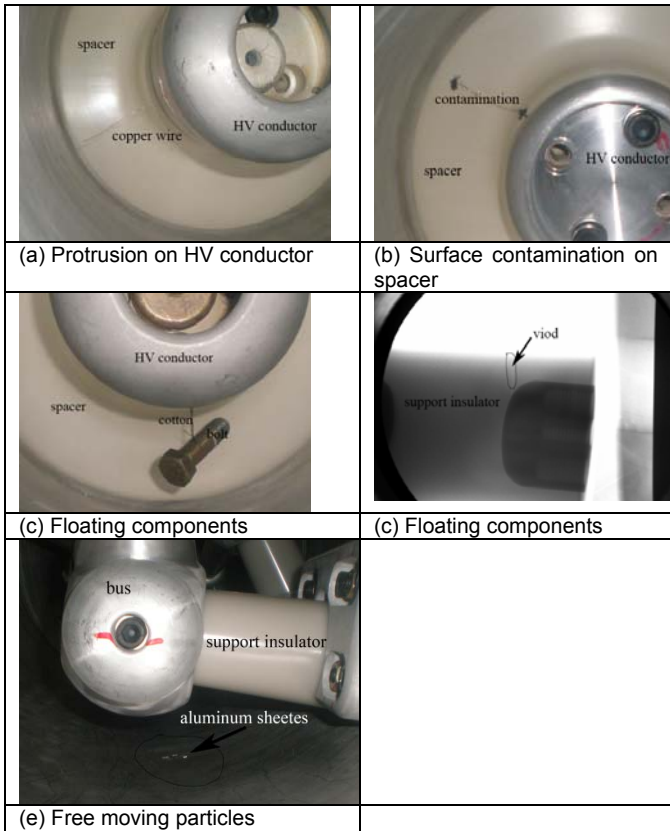 spacer
copper wire
HV conductor
contamination
HV conductor
spacer
(a) Protrusion on HV conductor
(b) Surface contamination on
spacer
HV conductor
spacer
cotton
bolt
viod
support insulator
(c) Floating components
(c) Floating components
bus
support insulator
aluminum sheetes
(e) Free moving particles